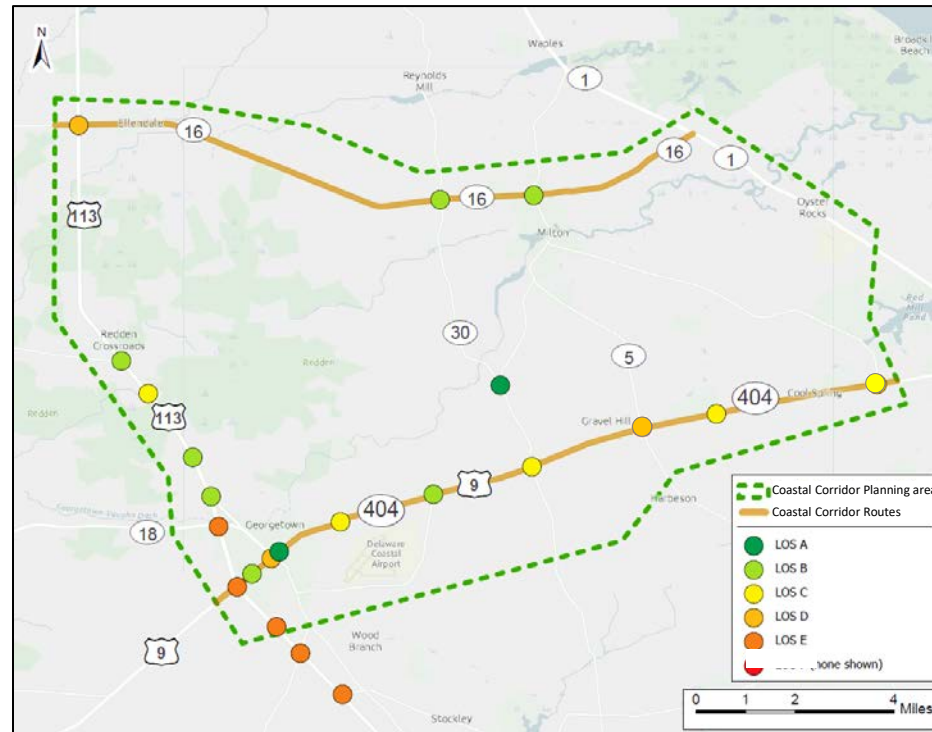 N
Waples
1
Broadk
Beach
Reynolds
Mill
Ellendale
16
16
1
16
Oyster
Rocks
113
Milton
Red
Mill
Pond
Redden
Crossroads
30
5
Redden
Redden
404
Cool Spring
113
Gravel Hill
9
Harbeson
404
18
Georgetown
Delaware
Coastal
Airport
Wood
Branch
9
Stockley
Coastal Corridor Planning area
Coastal Corridor Routes
LOS A
LOS B
LOS C
LOS D
LOS E
(none shown)
0 1 2 4
Miles